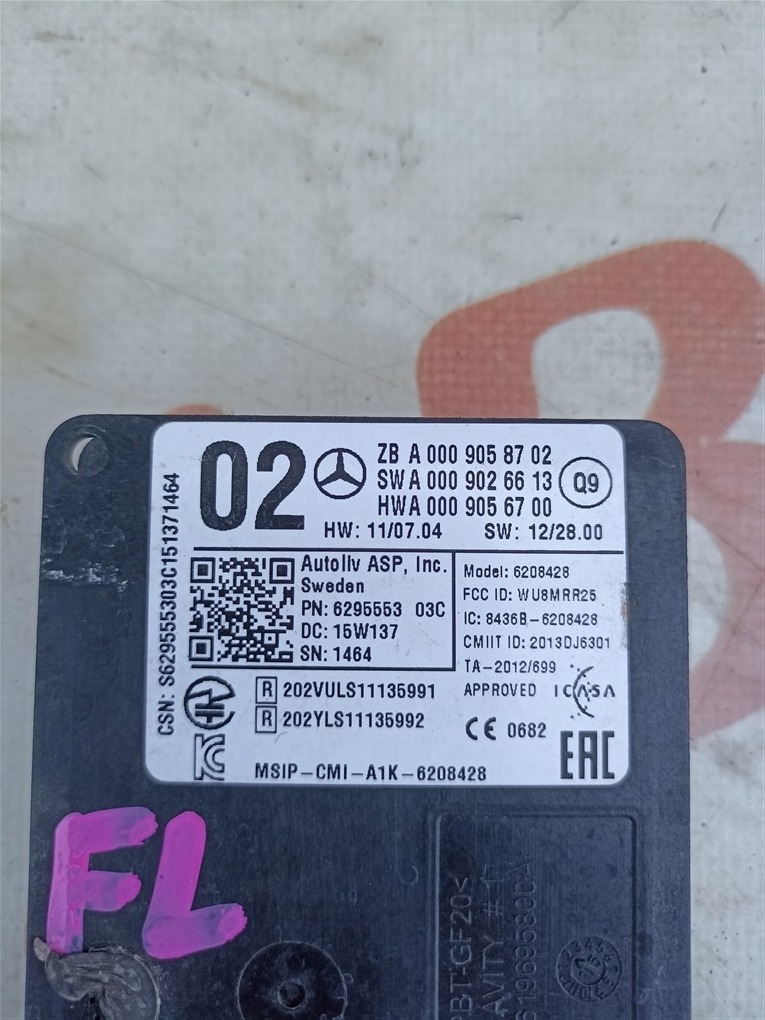 02
ZB A 000 905 87 02
SW A 000 902 66 13
HW A 000 905 67 00
Q9
HW: 11/07.04 SW: 12/28.00
CSN: S629555303C151371464
Autoliv ASP, Inc.
Sweden
PN: 6295553 03C
DC: 15W137
SN: 1464
Model: 6208428
FCC ID: WU8MRR25
IC: 8436B-6208428
CMIIT ID: 2013DJ6301
TA-2012/699
APPROVED ICASA
R 202VULS11135991
R 202YLS11135992
CE 0682
EAC
MSIP-CMI-A1K-6208428
FL
PBT-GF20<